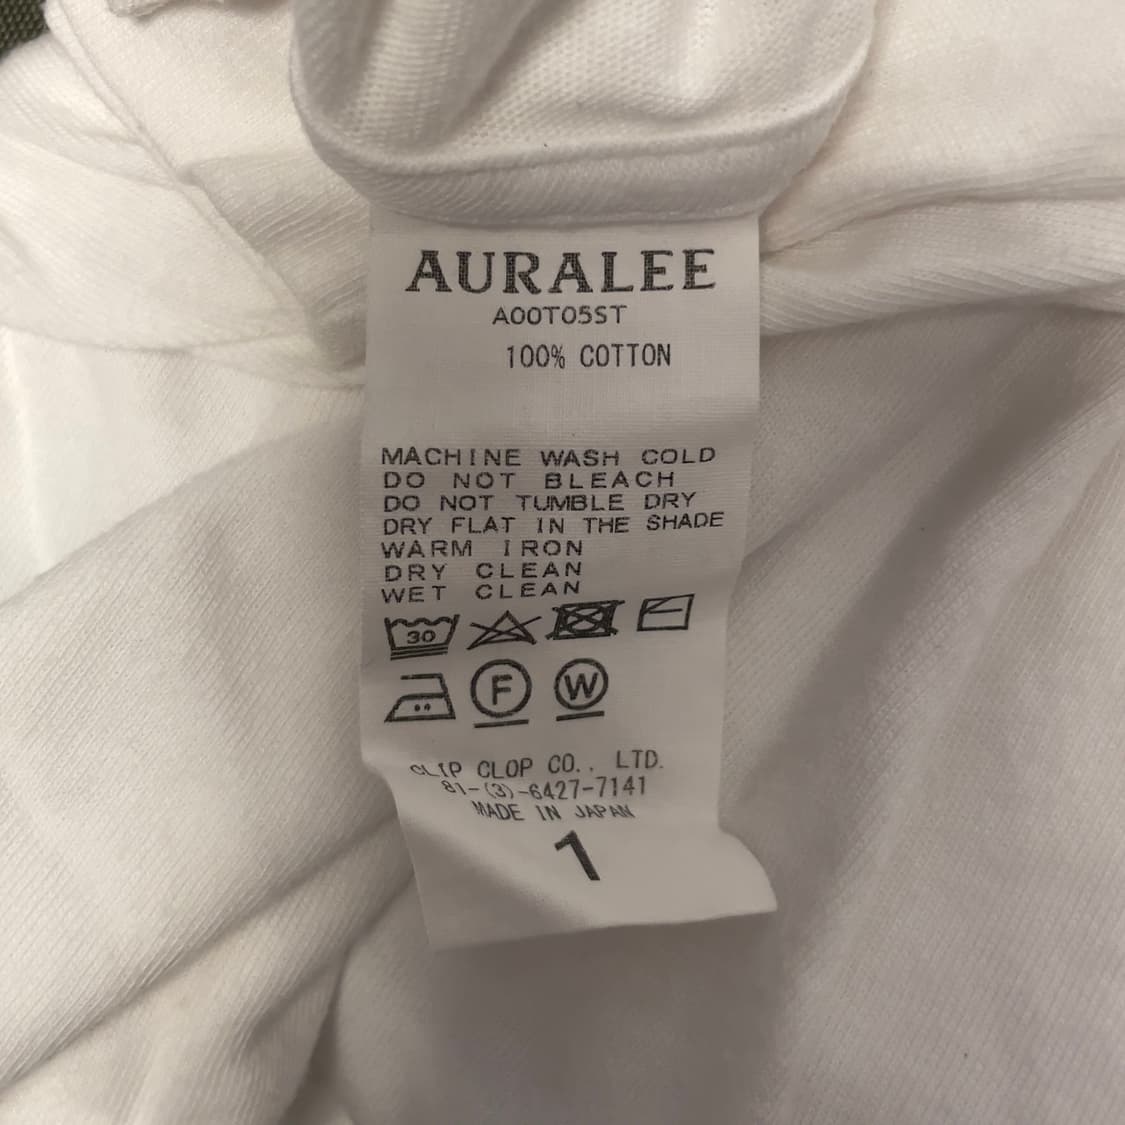 AURALEE
A00T05ST
100% COTTON
MACHINE WASH COLD
DO NOT BLEACH
DO NOT TUMBLE DRY
DRY FLAT IN THE SHADE
WARM IRON
DRY CLEAN
WET CLEAN
30
F W
CLIP CLOP CO., LTD.
81-(3)-6427-7141
MADE IN JAPAN
1